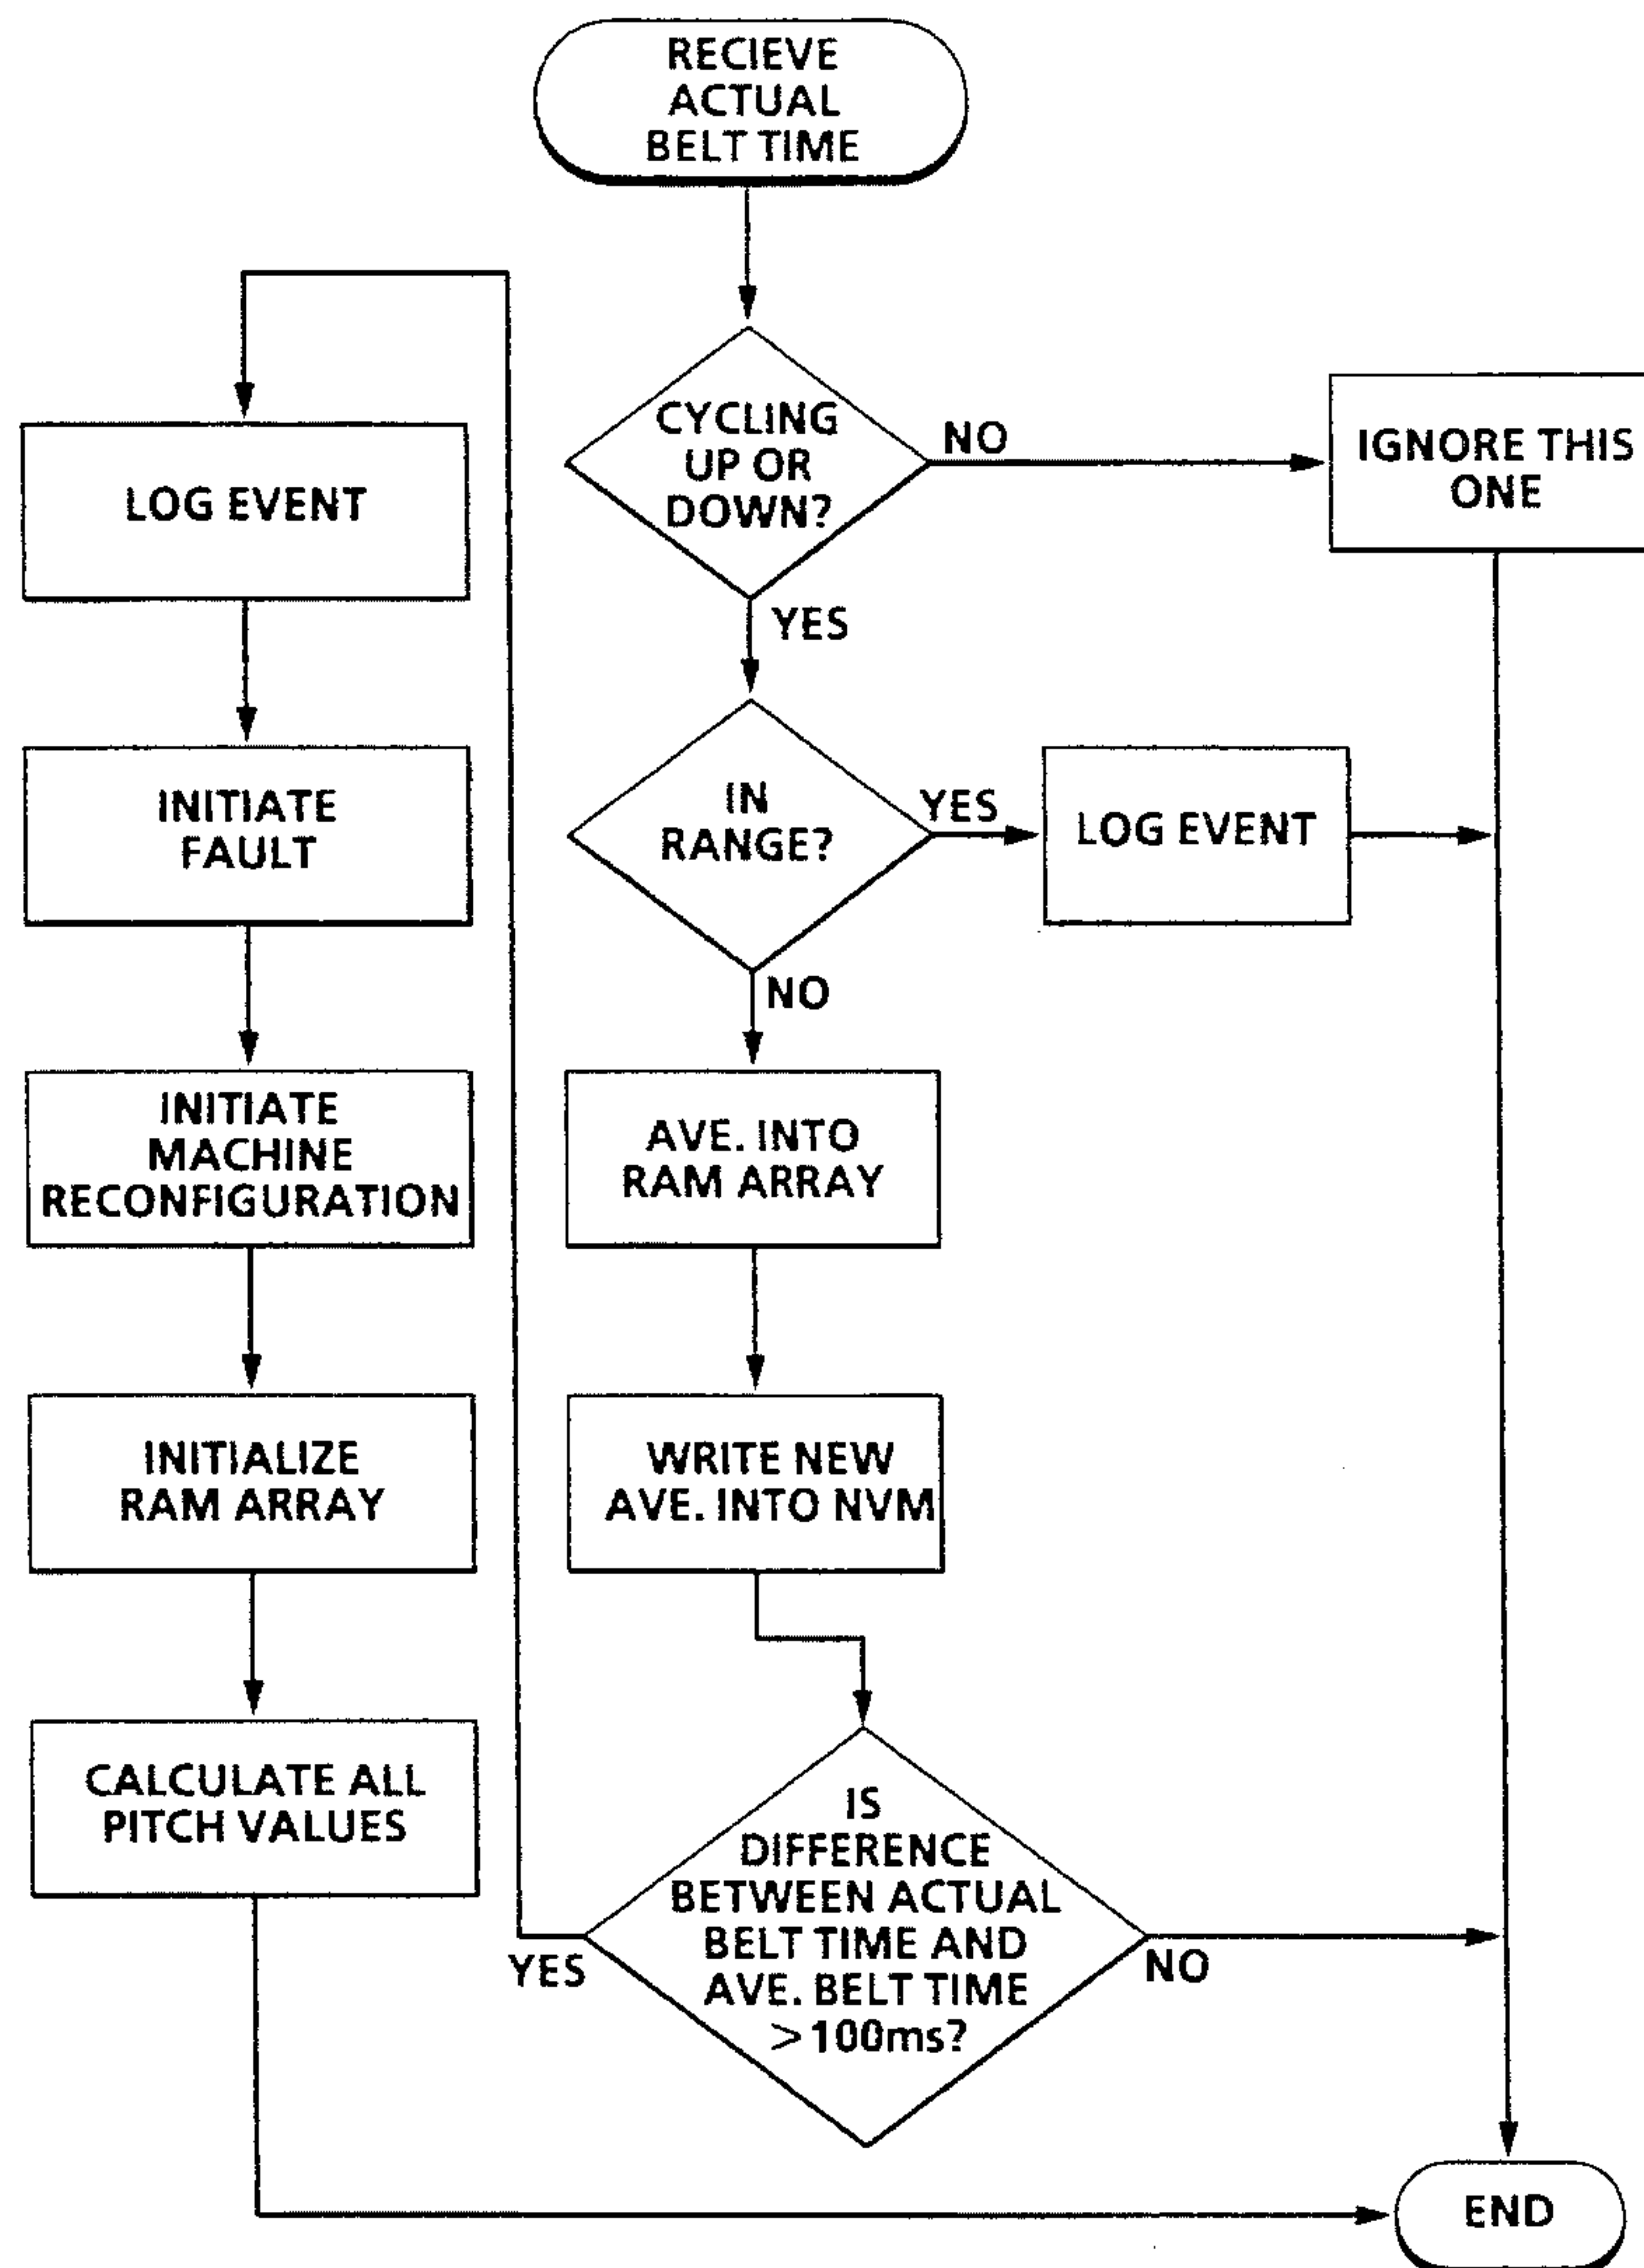 RECIEVE
ACTUAL
BELT TIME
CYCLING
UP OR
DOWN?
NO
IGNORE THIS
ONE
YES
IN
RANGE?
YES
LOG EVENT
NO
AVE. INTO
RAM ARRAY
WRITE NEW
AVE. INTO NVM
IS
DIFFERENCE
BETWEEN ACTUAL
BELT TIME AND
AVE. BELT TIME
>100ms?
YES
NO
LOG EVENT
INITIATE
FAULT
INITIATE
MACHINE
RECONFIGURATION
INITIALIZE
RAM ARRAY
CALCULATE ALL
PITCH VALUES
END